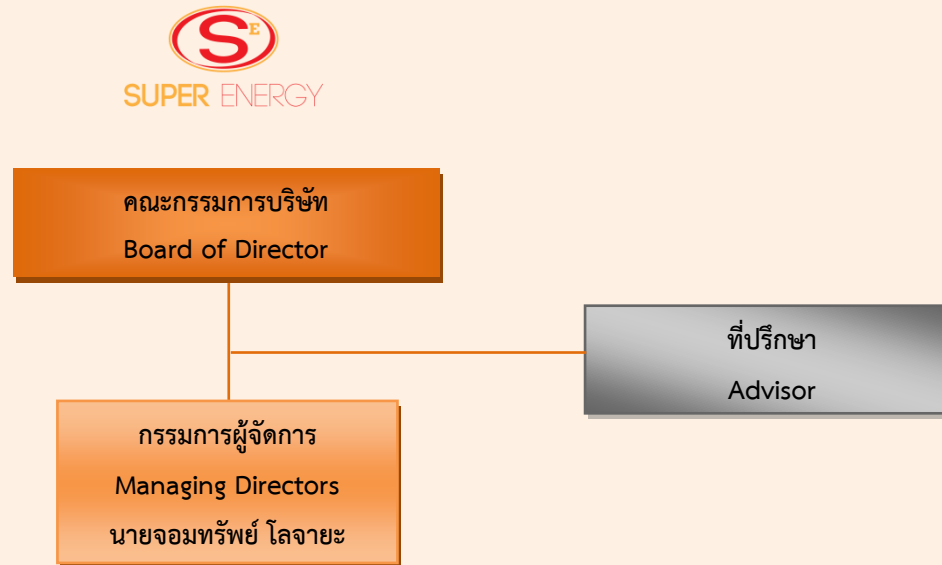 SE
SUPER ENERGY
คณะกรรมการบริษัท
Board of Director
ที่ปรึกษา
Advisor
กรรมการผู้จัดการ
Managing Directors
นายจอมทรัพย์ โลจายะ